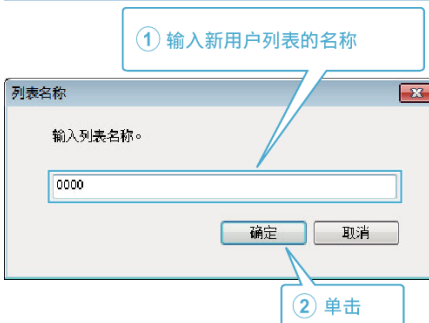 ① 输入新用户列表的名称
列表名称
输入列表名称。
0000
确定 取消
② 单击